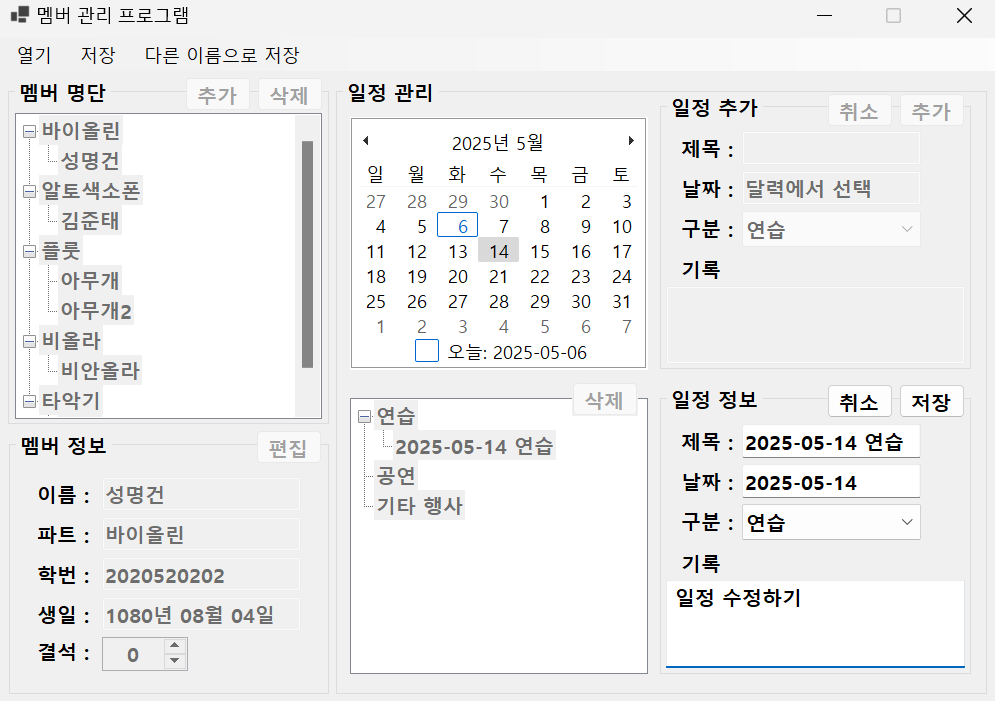 멤버 관리 프로그램
열기 저장 다른 이름으로 저장
멤버 명단 추가 삭제
바이올린
성명건
알토색소폰
김준태
플룻
아무개
아무개2
비올라
비안올라
타악기
멤버 정보 편집
이름 : 성명건
파트 : 바이올린
학번 : 2020520202
생일 : 1080년 08월 04일
결석 : 0
일정 관리
2025년 5월
일 월 화 수 목 금 토
27 28 29 30 1 2 3
4 5 6 7 8 9 10
11 12 13 14 15 16 17
18 19 20 21 22 23 24
25 26 27 28 29 30 31
1 2 3 4 5 6 7
오늘: 2025-05-06
삭제
연습
2025-05-14 연습
공연
기타 행사
일정 추가 취소 추가
제목 :
날짜 : 달력에서 선택
구분 : 연습
기록
일정 정보 취소 저장
제목 : 2025-05-14 연습
날짜 : 2025-05-14
구분 : 연습
기록
일정 수정하기